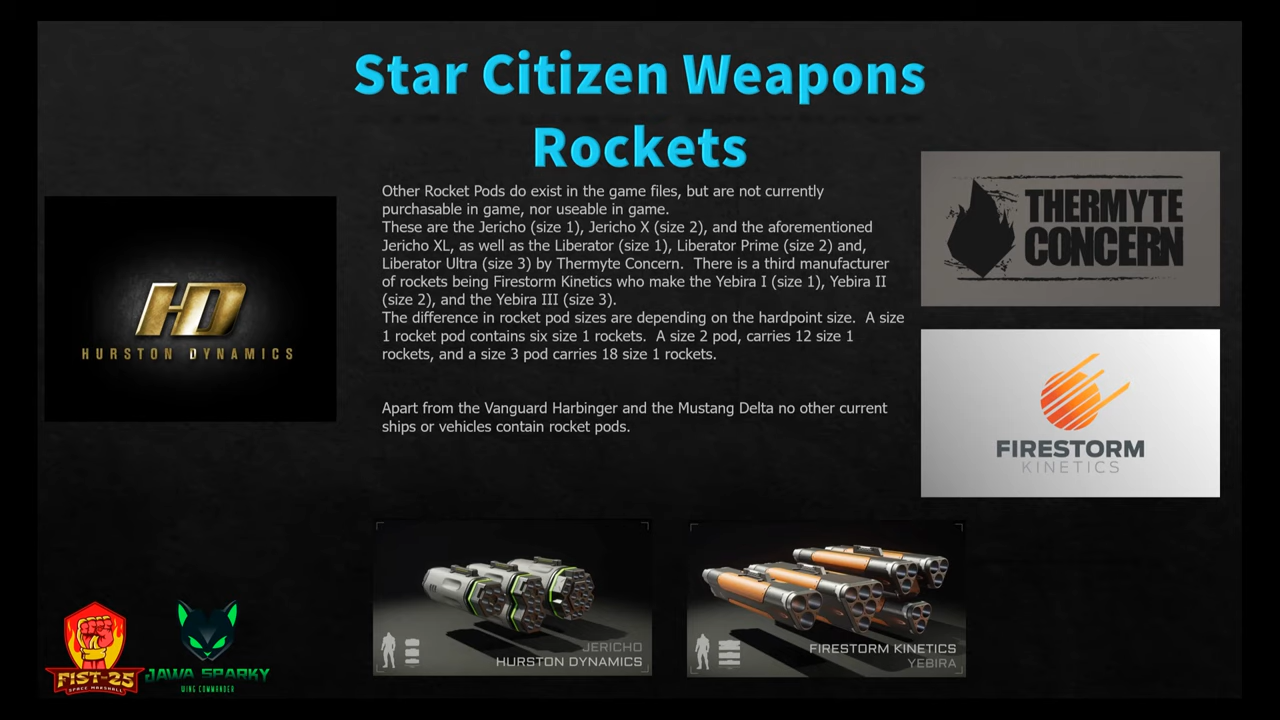 Star Citizen Weapons
Rockets
Other Rocket Pods do exist in the game files, but are not currently
purchasable in game, nor useable in game.
These are the Jericho (size 1), Jericho X (size 2), and the aforementioned
Jericho XL, as well as the Liberator (size 1), Liberator Prime (size 2) and,
Liberator Ultra (size 3) by Thermyte Concern.  There is a third manufacturer
of rockets being Firestorm Kinetics who make the Yebira I (size 1), Yebira II
(size 2), and the Yebira III (size 3).
The difference in rocket pod sizes are depending on the hardpoint size.  A size
1 rocket pod contains six size 1 rockets.  A size 2 pod, carries 12 size 1
rockets, and a size 3 pod carries 18 size 1 rockets.
Apart from the Vanguard Harbinger and the Mustang Delta no other current
ships or vehicles contain rocket pods.
HD
HURSTON DYNAMICS
THERMYTE
CONCERN
FIRESTORM
KINETICS
JERICHO
HURSTON DYNAMICS
FIRESTORM KINETICS
YEBIRA
FIST-25
SPACE MARSHALL
JAWA SPARKY
WING COMMANDER